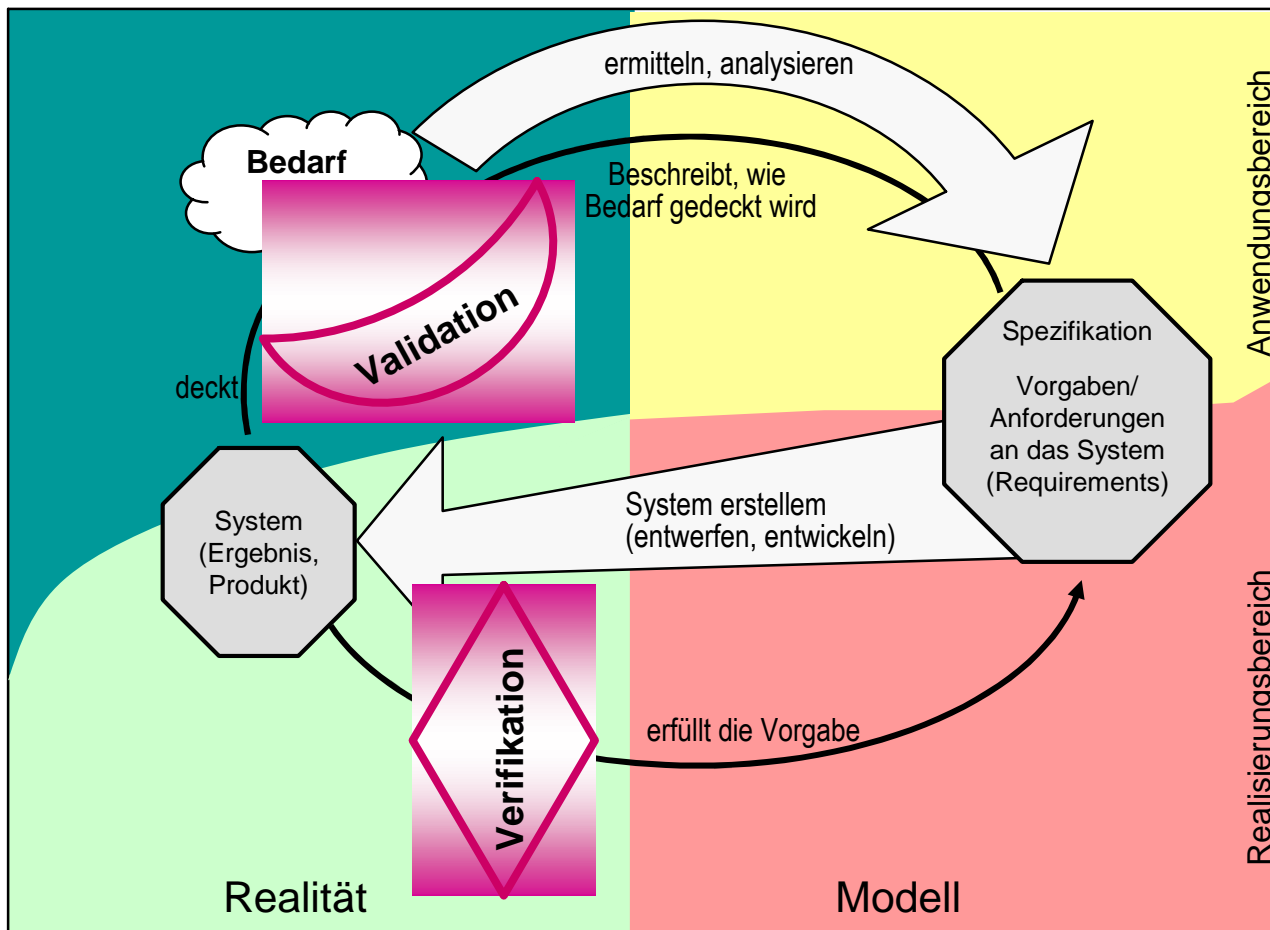 ermitteln, analysieren
Bedarf
Beschreibt, wie
Bedarf gedeckt wird
Validation
deckt
Anwendungsbereich
Spezifikation
Vorgaben/
Anforderungen
an das System
(Requirements)
System erstellem
(entwerfen, entwickeln)
System
(Ergebnis,
Produkt)
Verifikation
erfüllt die Vorgabe
Realisierungsbereich
Realität
Modell